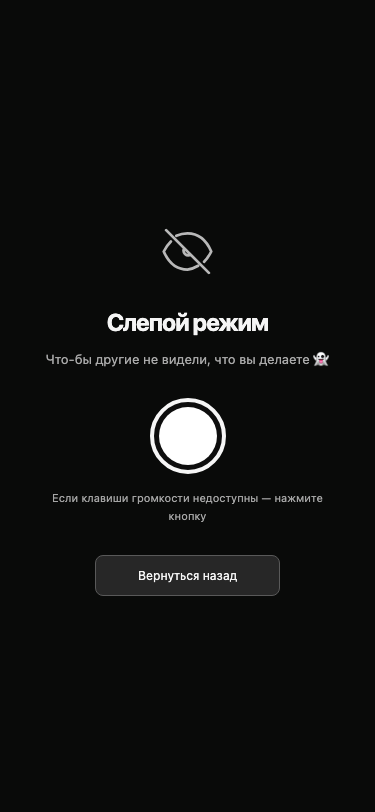 Слепой режим
Что-бы другие не видели, что вы делаете 👻
Если клавиши громкости недоступны — нажмите
кнопку
Вернуться назад